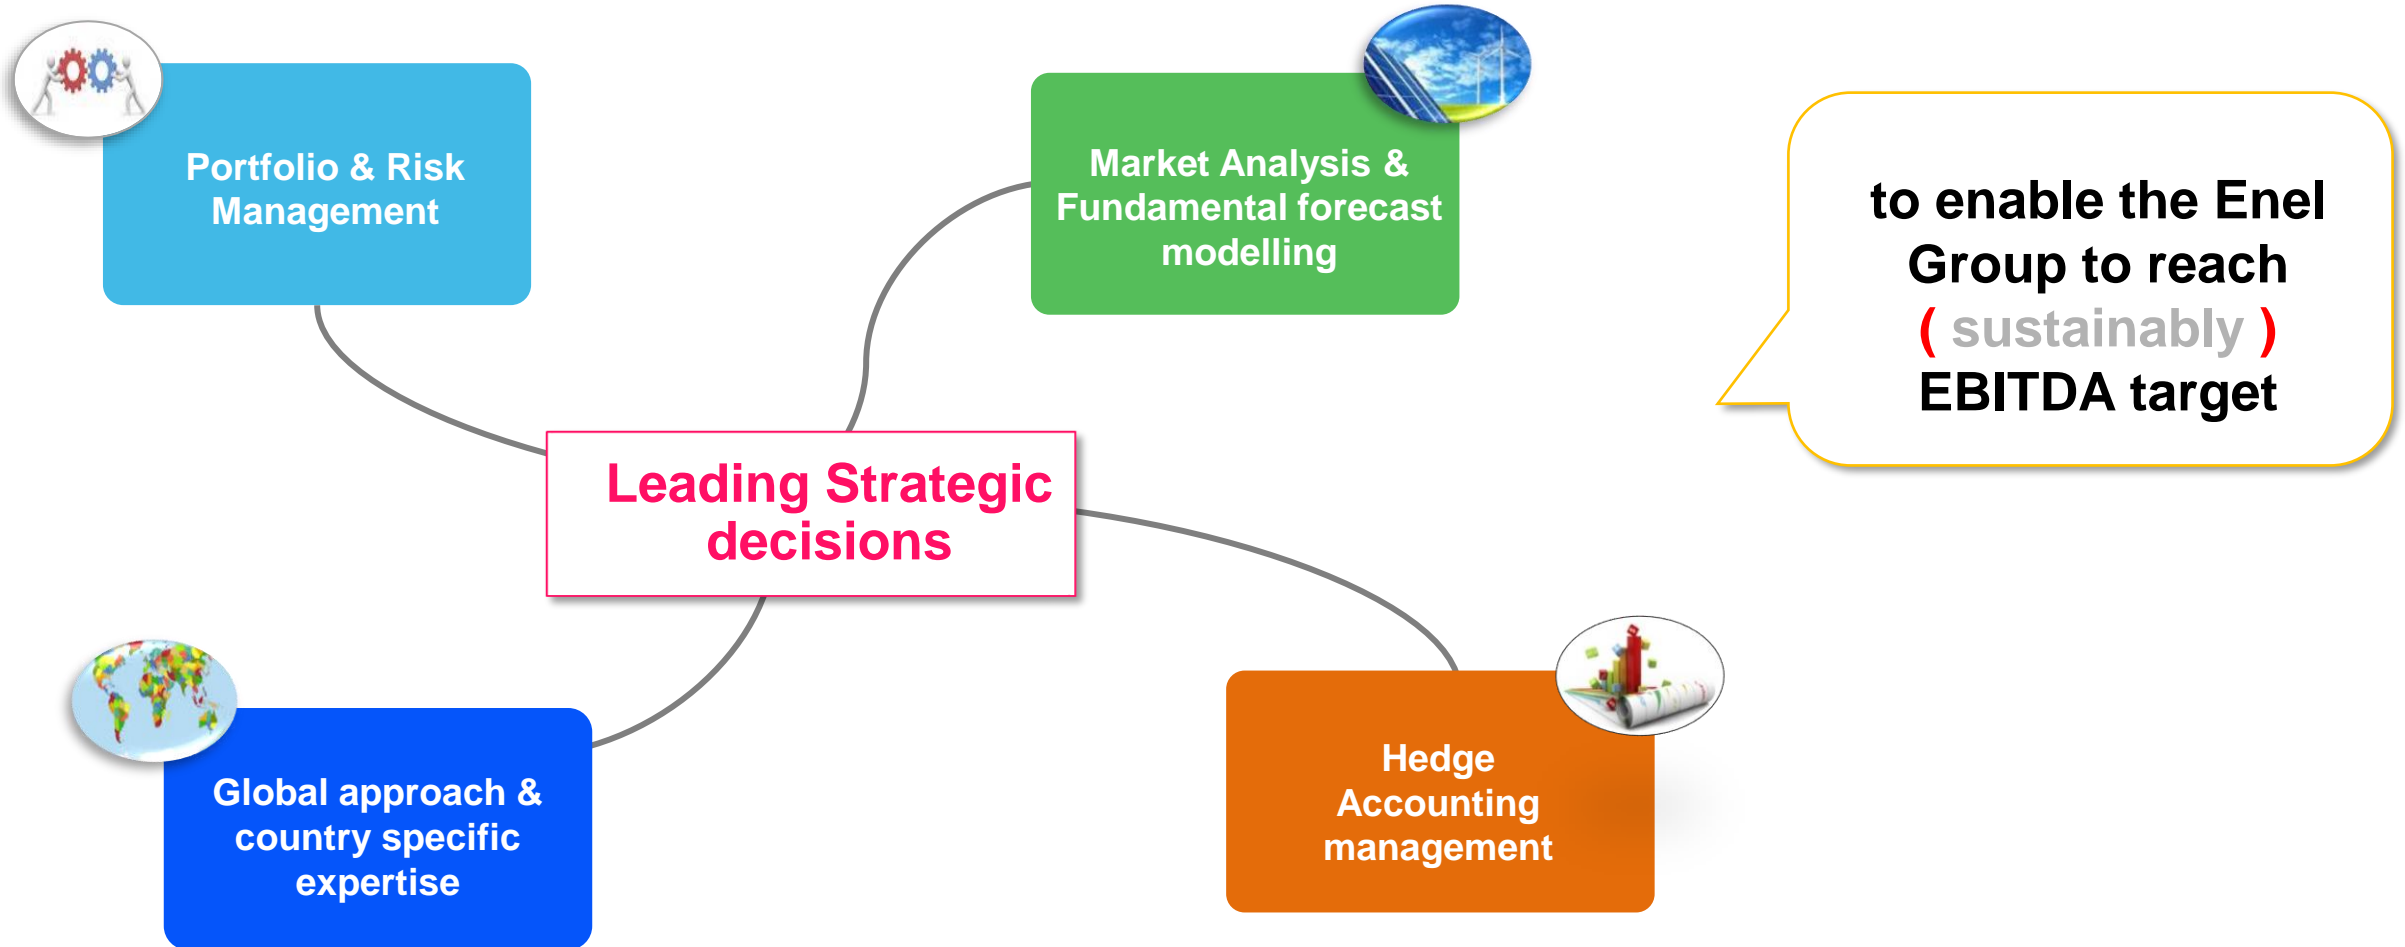 Portfolio & Risk
Management
Market Analysis &
Fundamental forecast
modelling
to enable the Enel
Group to reach
( sustainably )
EBITDA target
Leading Strategic
decisions
Global approach &
country specific
expertise
Hedge
Accounting
management